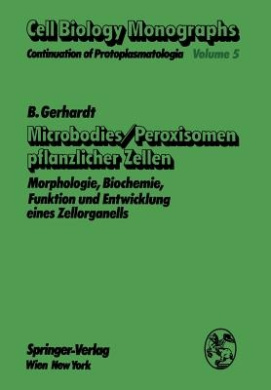 Cell Biology Monographs
Continuation of Protoplasmatologia Volume 5
B. Gerhardt
Microbodies/Peroxisomen
pflanzlicher Zellen
Morphologie, Biochemie,
Funktion und Entwicklung
eines Zellorganells
Springer-Verlag
Wien New York